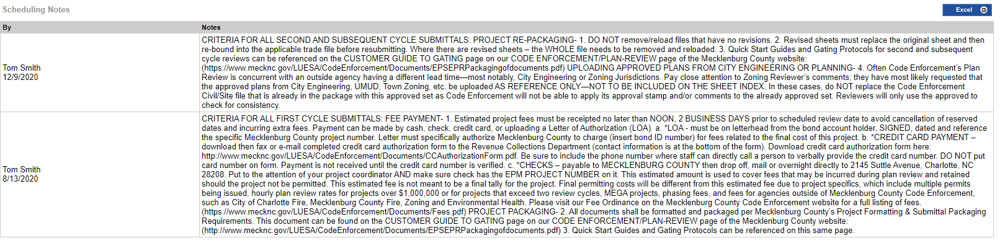 Scheduling Notes
Excel
By Notes
CRITERIA FOR ALL SECOND AND SUBSEQUENT CYCLE SUBMITTALS: PROJECT RE-PACKAGING- 1. DO NOT remove/reload files that have no revisions. 2. Revised sheets must replace the original sheet and then
re-bound into the applicable trade file before resubmitting. Where there are revised sheets – the WHOLE file needs to be removed and reloaded. 3. Quick Start Guides and Gating Protocols for second and subsequent
cycle reviews can be referenced on the CUSTOMER GUIDE TO GATING page on our CODE ENFORCEMENT/PLAN-REVIEW page of the Mecklenburg County website:
(https://www.mecknc.gov/LUESA/CodeEnforcement/Documents/EPSEPRPackagingofdocuments.pdf) UPLOADING APPROVED PLANS FROM CITY ENGINEERING OR PLANNING- 4. Often Code Enforcement's Plan
Tom Smith
12/9/2020
Review is concurrent with an outside agency having a different lead time—most notably, City Engineering or Zoning Jurisdictions. Pay close attention to Zoning Reviewer's comments; they have most likely requested that
the approved plans from City Engineering, UMUD, Town Zoning, etc. be uploaded AS REFERENCE ONLY—NOT TO BE INCLUDED ON THE SHEET INDEX. In these cases, do NOT replace the Code Enforcement
Civil/Site file that is already in the package with this approved set as Code Enforcement will not be able to apply its approval stamp and/or comments to the already approved set. Reviewers will only use the approved to
check for consistency.
CRITERIA FOR ALL FIRST CYCLE SUBMITTALS: FEE PAYMENT- 1. Estimated project fees must be receipted no later than NOON, 2 BUSINESS DAYS prior to scheduled review date to avoid cancellation of reserved
dates and incurring extra fees. Payment can be made by cash, check, credit card, or uploading a Letter of Authorization (LOA). a. *LOA - must be on letterhead from the bond account holder, SIGNED, dated and reference
the specific Mecklenburg County project number. Letter must specifically authorize Mecklenburg County to charge (insert bond ID number) for fees related to the final cost of this project. b. *CREDIT CARD PAYMENT –
download then fax or e-mail completed credit card authorization form to the Revenue Collections Department (contact information is at the bottom of the form). Download credit card authorization form here:
http://www.mecknc.gov/LUESA/CodeEnforcement/Documents/CCAuthorizationForm.pdf. Be sure to include the phone number where staff can directly call a person to verbally provide the credit card number. DO NOT put
card number on form. Payment is not received until the credit card number is verified. c. *CHECKS – payable to MECKLENBURG COUNTY then drop off, mail or overnight directly to 2145 Suttle Avenue, Charlotte, NC
Tom Smith
8/13/2020
28208. Put to the attention of your project coordinator AND make sure check has the EPM PROJECT NUMBER on it. This estimated amount is used to cover fees that may be incurred during plan review and retained
should the project not be permitted. This estimated fee is not meant to be a final tally for the project. Final permitting costs will be different from this estimated fee due to project specifics, which include multiple permits
being issued, hourly plan review rates for projects over $1,000,000 or for projects that exceed two review cycles, MEGA projects, phasing fees, and fees for agencies outside of Mecklenburg County Code Enforcement,
such as City of Charlotte Fire, Mecklenburg County Fire, Zoning and Environmental Health. Please visit our Fee Ordinance on the Mecklenburg County Code Enforcement website for a full listing of fees.
(https://www.mecknc.gov/LUESA/CodeEnforcement/Documents/Fees.pdf) PROJECT PACKAGING- 2. All documents shall be formatted and packaged per Mecklenburg County's Project Formatting & Submittal Packaging
Requirements. This document can be found on the CUSTOMER GUIDE TO GATING page on our CODE ENFORCEMENT/PLAN-REVIEW page of the Mecklenburg County website:
(http://www.mecknc.gov/LUESA/CodeEnforcement/Documents/EPSEPRPackagingofdocuments.pdf) 3. Quick Start Guides and Gating Protocols can be referenced on this same page.